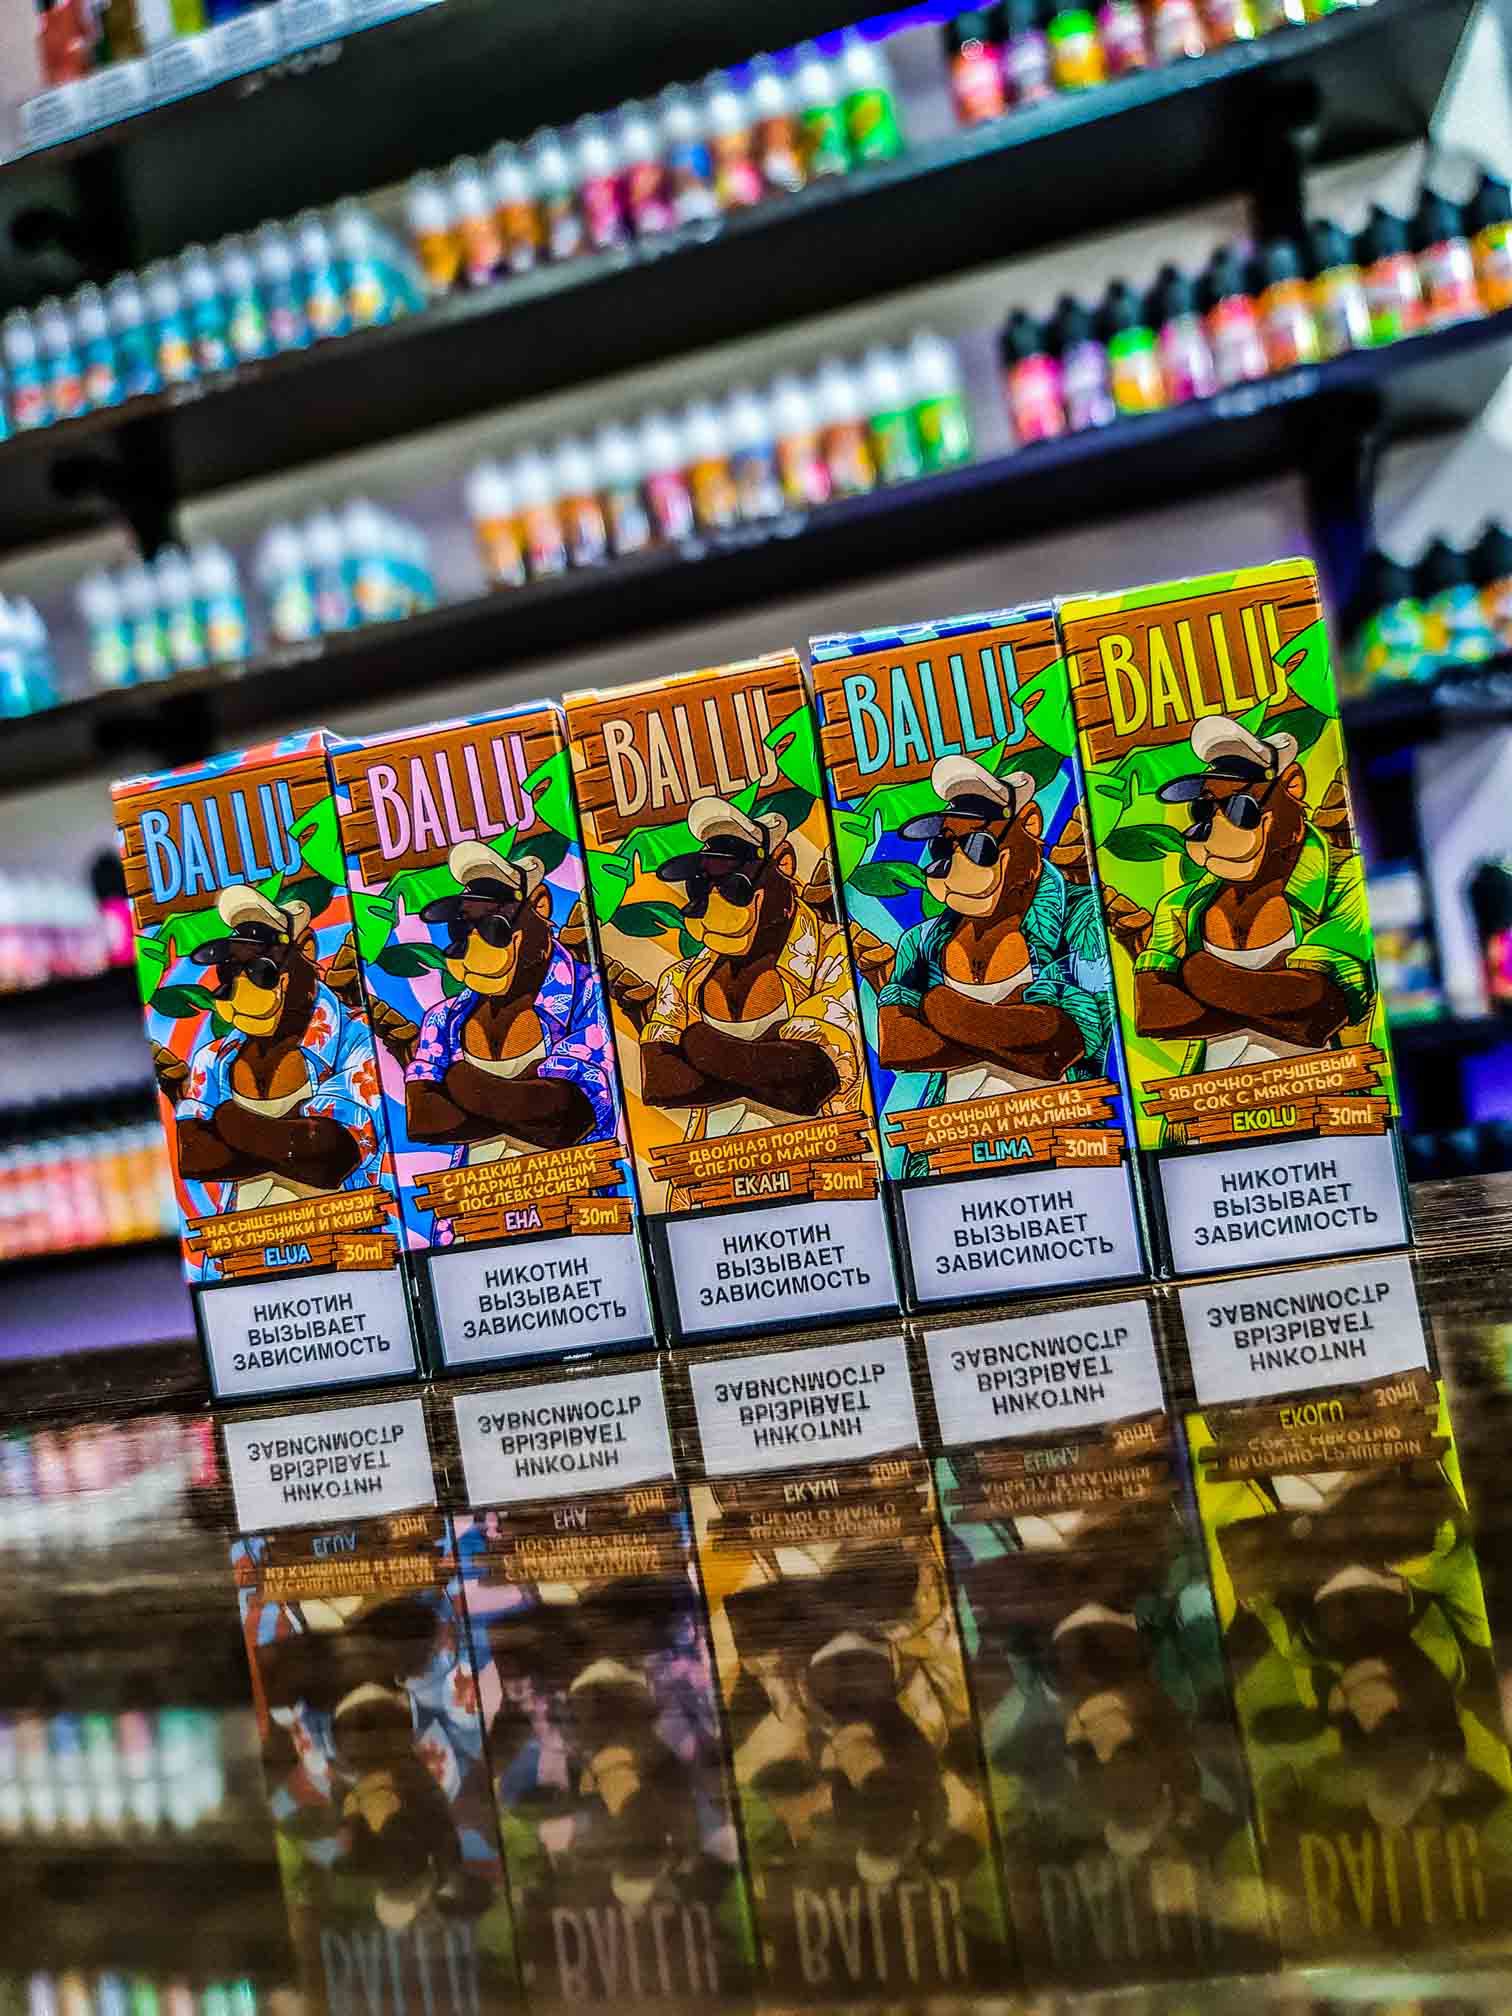 BALLU
НАСЫЩЕННЫЙ СМУЗИ
ИЗ КЛУБНИКИ И КИВИ
ELUA 30ml
НИКОТИН
ВЫЗЫВАЕТ
ЗАВИСИМОСТЬ
BALLU
СЛАДКИЙ АНАНАС
С МАРМЕЛАДНЫМ
ПОСЛЕВКУСИЕМ
EHĀ 30ml
НИКОТИН
ВЫЗЫВАЕТ
ЗАВИСИМОСТЬ
BALLU
ДВОЙНАЯ ПОРЦИЯ
СПЕЛОГО МАНГО
EKAHI 30ml
НИКОТИН
ВЫЗЫВАЕТ
ЗАВИСИМОСТЬ
BALLU
СОЧНЫЙ МИКС ИЗ
АРБУЗА И МАЛИНЫ
ELIMA 30ml
НИКОТИН
ВЫЗЫВАЕТ
ЗАВИСИМОСТЬ
BALLU
ЯБЛОЧНО-ГРУШЕВЫЙ
СОК С МЯКОТЬЮ
EKOLU 30ml
НИКОТИН
ВЫЗЫВАЕТ
ЗАВИСИМОСТЬ